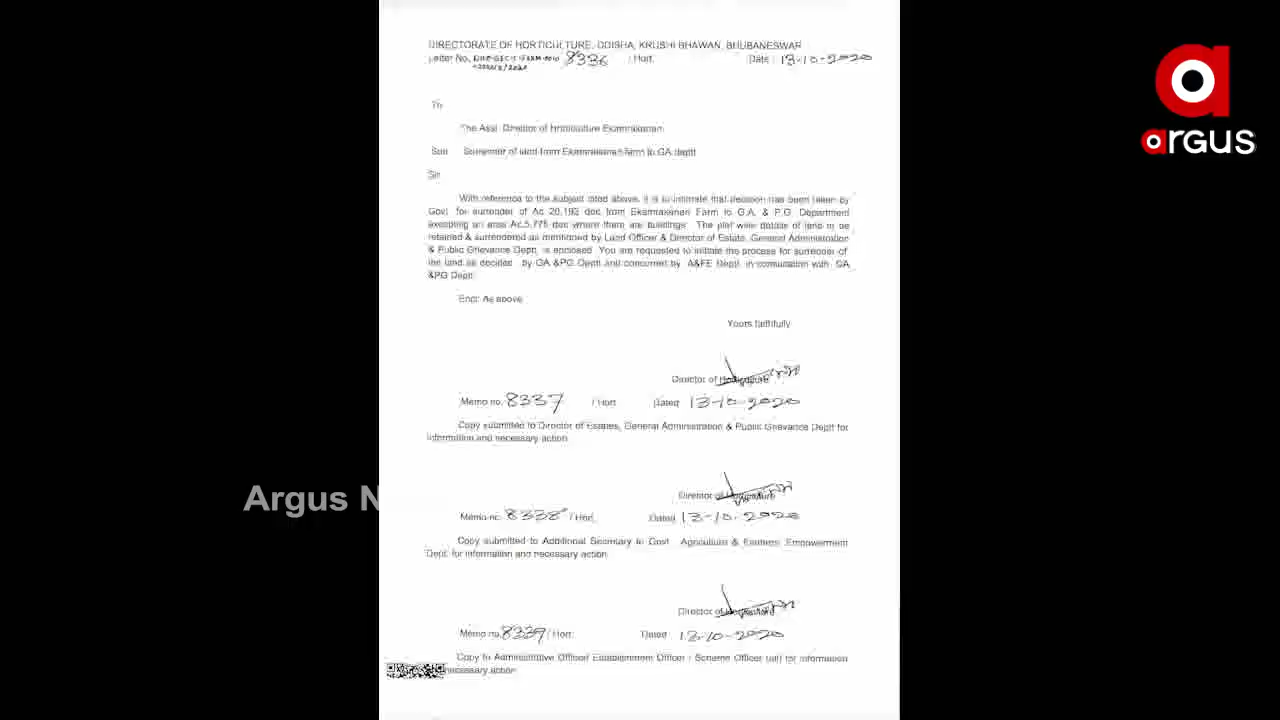 DIRECTORATE OF HORTICULTURE, ODISHA, KRUSHI BHAWAN, BHUBANESWAR
Letter No. 8336 / Hort. Date : 13-10-2020
To
The Asst. Director of Horticulture Ekamrakanan
Sub: Surrender of land from Ekamrakanan Farm to GA deptt
Sir
With reference to the subject cited above, it is to intimate that decision has been taken by
Govt for surrender of Ac 20.193 dec from Ekamrakanan Farm to G.A. & P.G. Department
excepting an area Ac.5.775 dec where there are buildings. The plot wise details of land to be
retained & surrendered as mentioned by Land Officer & Director of Estate, General Administration
& Public Grievance Deptt. is enclosed. You are requested to initiate the process for surrender of
the land as decided by GA &PG Deptt and concurred by A&FE Deptt. in consultation with GA
&PG Deptt
Encl: As above
Yours faithfully
Director of Horticulture
Memo no. 8337 / Hort. Dated 13-10-2020
Copy submitted to Director of Estates, General Administration & Public Grievance Deptt for
information and necessary action
Director of Horticulture
Memo no. 8338 / Hort. Dated 13-10-2020
Copy submitted to Additional Secretary to Govt Agriculture & Farmers Empowerment
Dept. for information and necessary action
Director of Horticulture
Memo no. 8339 / Hort. Dated 13-10-2020
Copy to Administrative Officer/ Establishment Officer / Scheme Officer (all) for information
necessary action
argus
Argus N